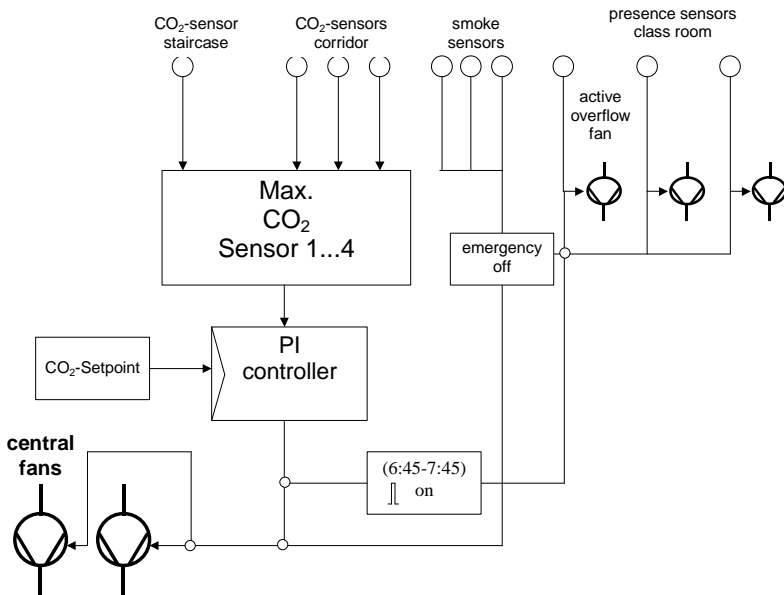 CO₂-sensor
staircase
CO₂-sensors
corridor
smoke
sensors
presence sensors
class room
active
overflow
fan
Max.
CO₂
Sensor 1...4
emergency
off
PI
controller
CO₂-Setpoint
central
fans
(6:45-7:45)
on